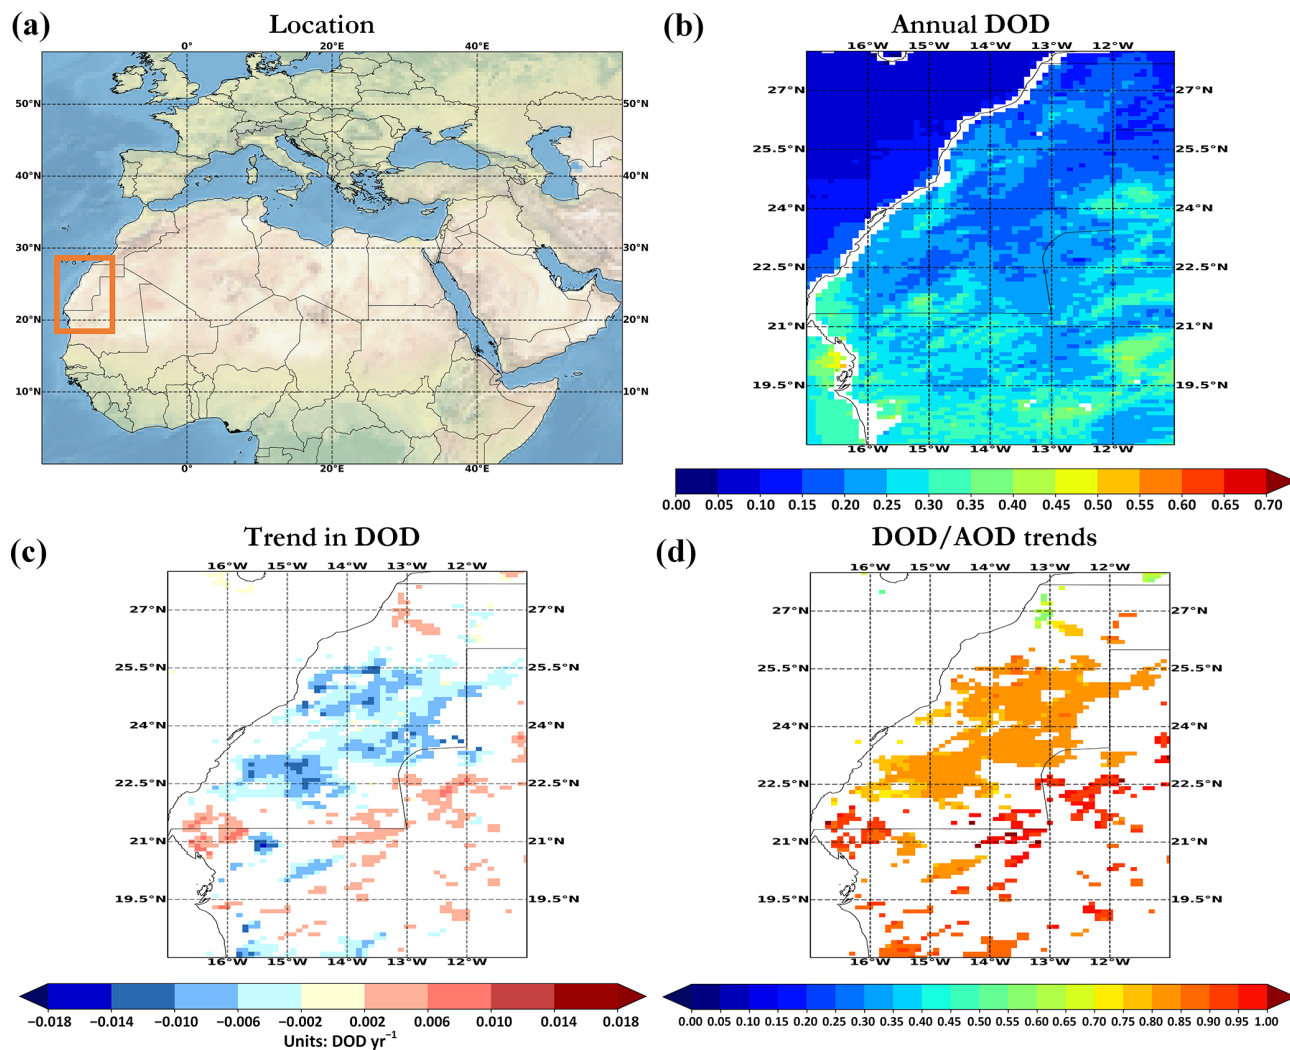 (a) Location
0° 20°E 40°E
50°N 50°N
40°N 40°N
30°N 30°N
20°N 20°N
10°N 10°N
0° 20°E 40°E
(b) Annual DOD
16°W 15°W 14°W 13°W 12°W
27°N 27°N
25.5°N 25.5°N
24°N 24°N
22.5°N 22.5°N
21°N 21°N
19.5°N 19.5°N
16°W 15°W 14°W 13°W 12°W
0.00 0.05 0.10 0.15 0.20 0.25 0.30 0.35 0.40 0.45 0.50 0.55 0.60 0.65 0.70
(c) Trend in DOD
16°W 15°W 14°W 13°W 12°W
27°N 27°N
25.5°N 25.5°N
24°N 24°N
22.5°N 22.5°N
21°N 21°N
19.5°N 19.5°N
16°W 15°W 14°W 13°W 12°W
−0.018 −0.014 −0.010 −0.006 −0.002 0.002 0.006 0.010 0.014 0.018
Units: DOD yr⁻¹
(d) DOD/AOD trends
16°W 15°W 14°W 13°W 12°W
27°N 27°N
25.5°N 25.5°N
24°N 24°N
22.5°N 22.5°N
21°N 21°N
19.5°N 19.5°N
16°W 15°W 14°W 13°W 12°W
0.00 0.05 0.10 0.15 0.20 0.25 0.30 0.35 0.40 0.45 0.50 0.55 0.60 0.65 0.70 0.75 0.80 0.85 0.90 0.95 1.00